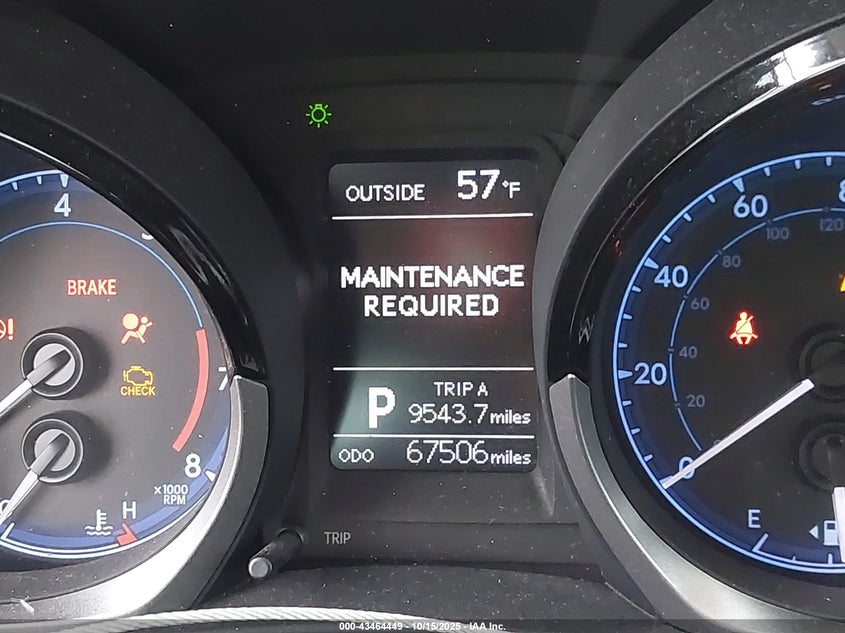 OUTSIDE 57°F
MAINTENANCE
REQUIRED
P
TRIP A
9543.7 miles
ODO 67506 miles
TRIP
4
BRAKE
CHECK
7
8
x1000
RPM
H
60
40
20
0
100
120
80
60
40
20
E
000-43464449 - 10/15/2025 - IAA Inc.